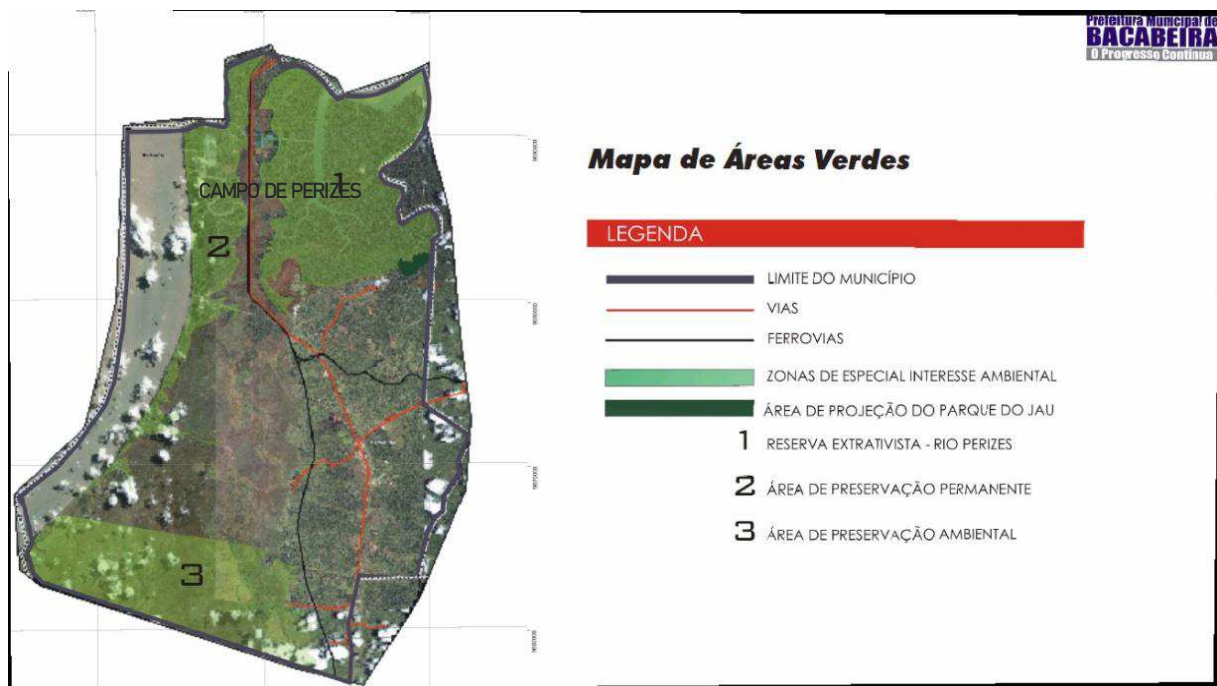 Prefeitura Municipal de
BACABEIRA
O Progresso Continua
Mapa de Áreas Verdes
CAMPO DE PERIZES
1
2
3
LEGENDA
LIMITE DO MUNICÍPIO
VIAS
FERROVIAS
ZONAS DE ESPECIAL INTERESSE AMBIENTAL
ÁREA DE PROJEÇÃO DO PARQUE DO JAU
1 RESERVA EXTRATIVISTA - RIO PERIZES
2 ÁREA DE PRESERVAÇÃO PERMANENTE
3 ÁREA DE PRESERVAÇÃO AMBIENTAL